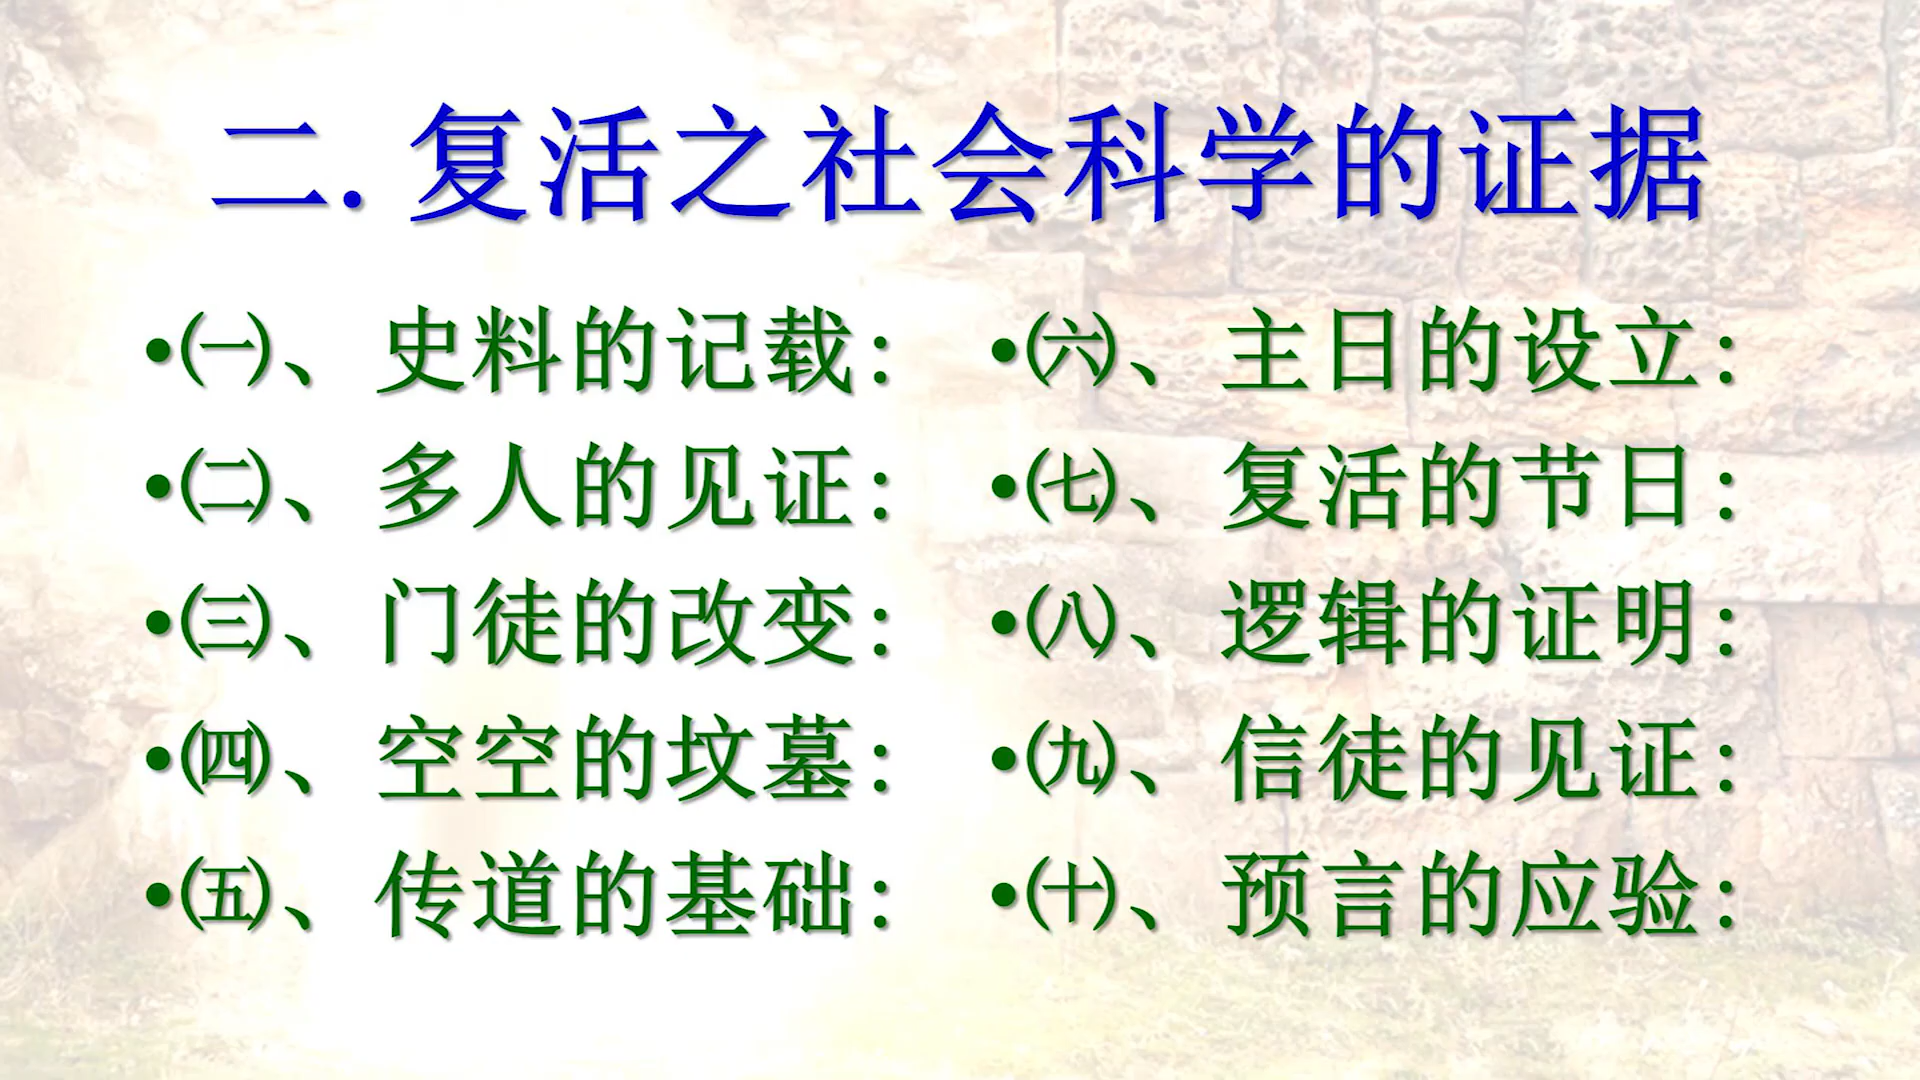 二. 复活之社会科学的证据
•㈠、史料的记载:
•㈡、多人的见证:
•㈢、门徒的改变:
•㈣、空空的坟墓:
•㈤、传道的基础:
•㈥、主日的设立:
•㈦、复活的节日:
•㈧、逻辑的证明:
•㈨、信徒的见证:
•㈩、预言的应验: